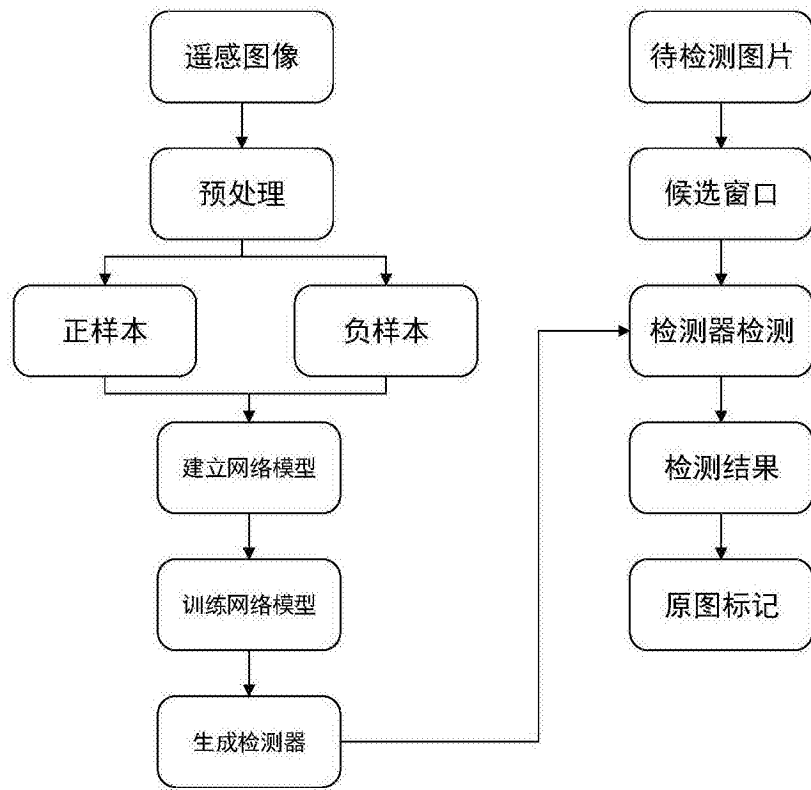 遥感图像
预处理
正样本
负样本
建立网络模型
训练网络模型
生成检测器
待检测图片
候选窗口
检测器检测
检测结果
原图标记